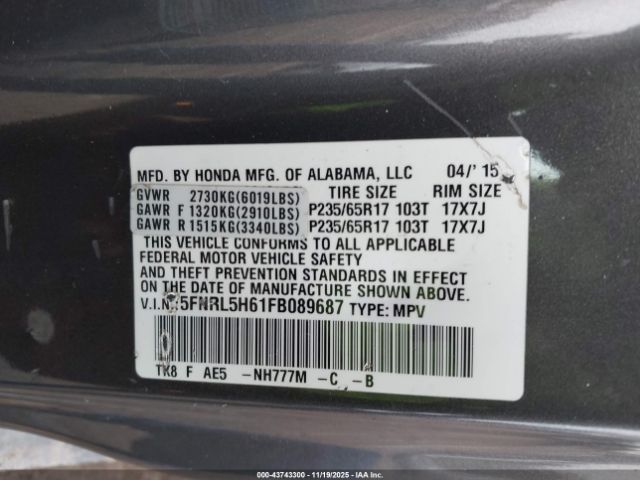 MFD. BY HONDA MFG. OF ALABAMA, LLC 04/'15
GVWR 2730KG(6019LBS) TIRE SIZE RIM SIZE
GAWR F 1320KG(2910LBS) P235/65R17 103T 17X7J
GAWR R 1515KG(3340LBS) P235/65R17 103T 17X7J
THIS VEHICLE CONFORMS TO ALL APPLICABLE
FEDERAL MOTOR VEHICLE SAFETY
AND THEFT PREVENTION STANDARDS IN EFFECT
ON THE DATE OF MANUFACTURE SHOWN ABOVE.
V.I.N.:5FNRL5H61FB089687 TYPE: MPV
TK8 F AE5 -NH777M -C -B
000-43743300 - 11/19/2025 - IAAI.com